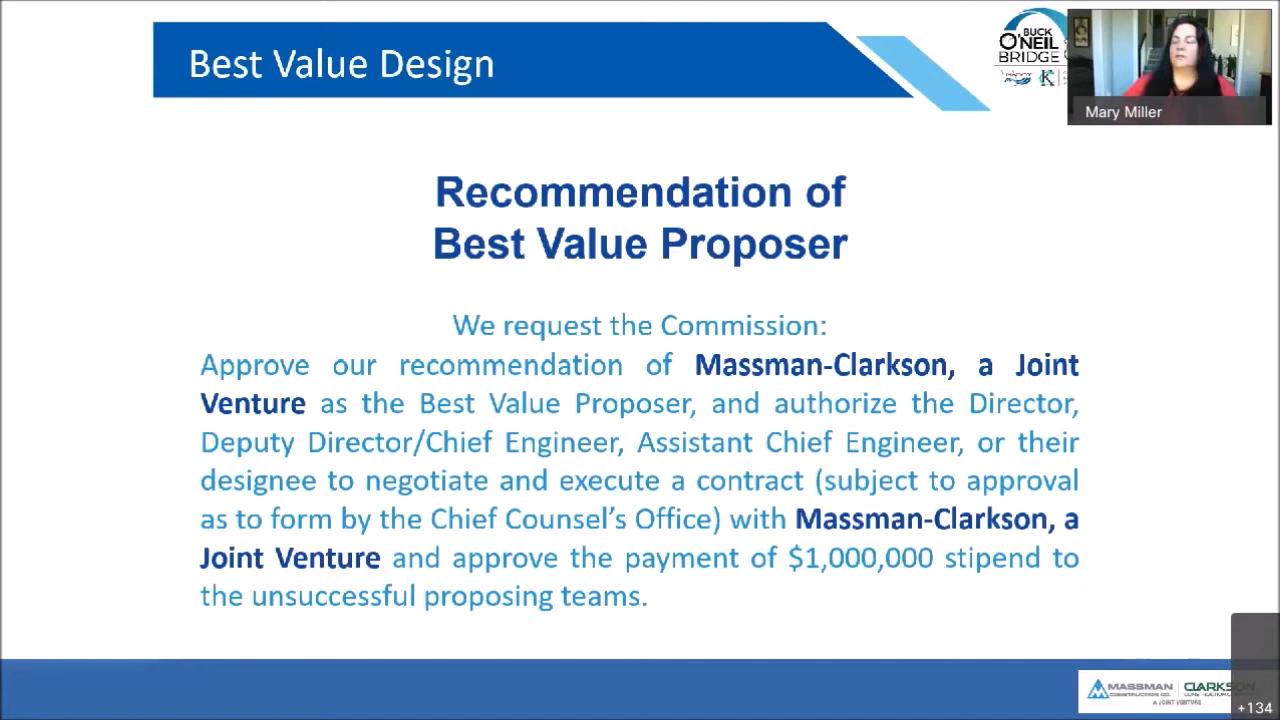 Best Value Design
BUCK
O'NEIL
BRIDGE
Mary Miller
Recommendation of
Best Value Proposer
We request the Commission:
Approve our recommendation of Massman-Clarkson, a Joint
Venture as the Best Value Proposer, and authorize the Director,
Deputy Director/Chief Engineer, Assistant Chief Engineer, or their
designee to negotiate and execute a contract (subject to approval
as to form by the Chief Counsel's Office) with Massman-Clarkson, a
Joint Venture and approve the payment of $1,000,000 stipend to
the unsuccessful proposing teams.
MASSMAN CLARKSON
CONSTRUCTION CO.
A JOINT VENTURE
+134